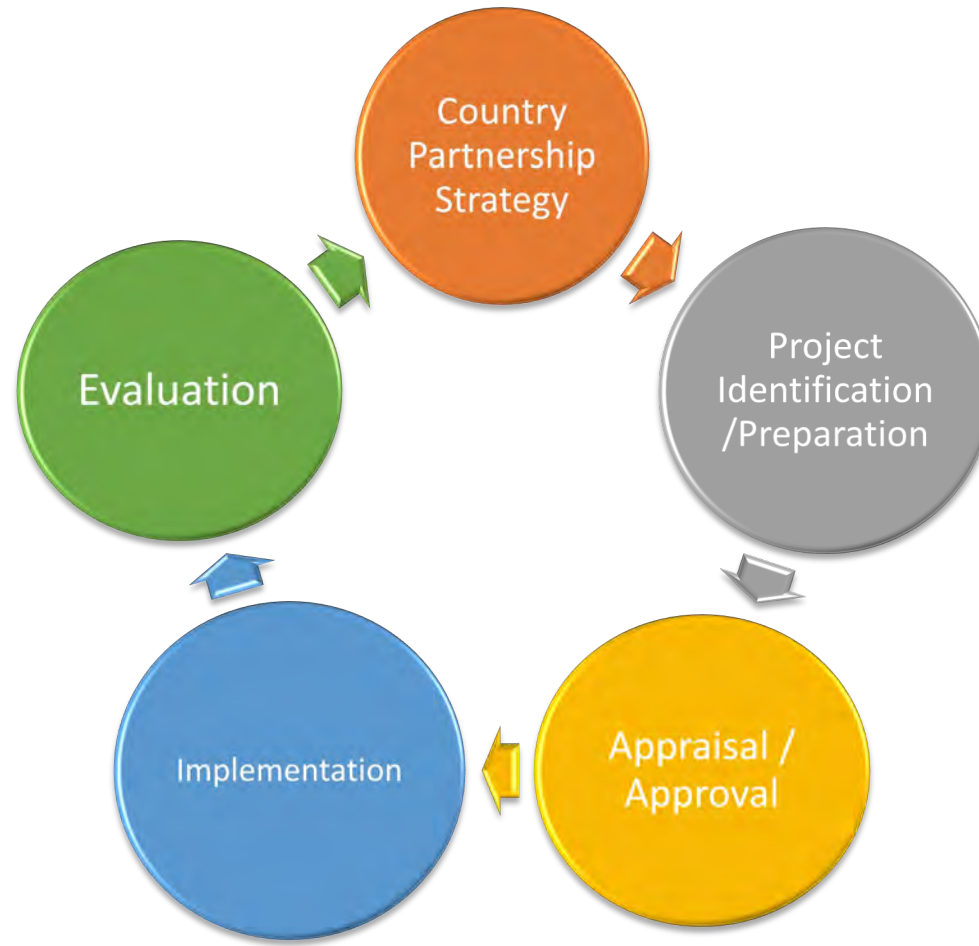 Country
Partnership
Strategy
Project
Identification
/Preparation
Appraisal /
Approval
Implementation
Evaluation